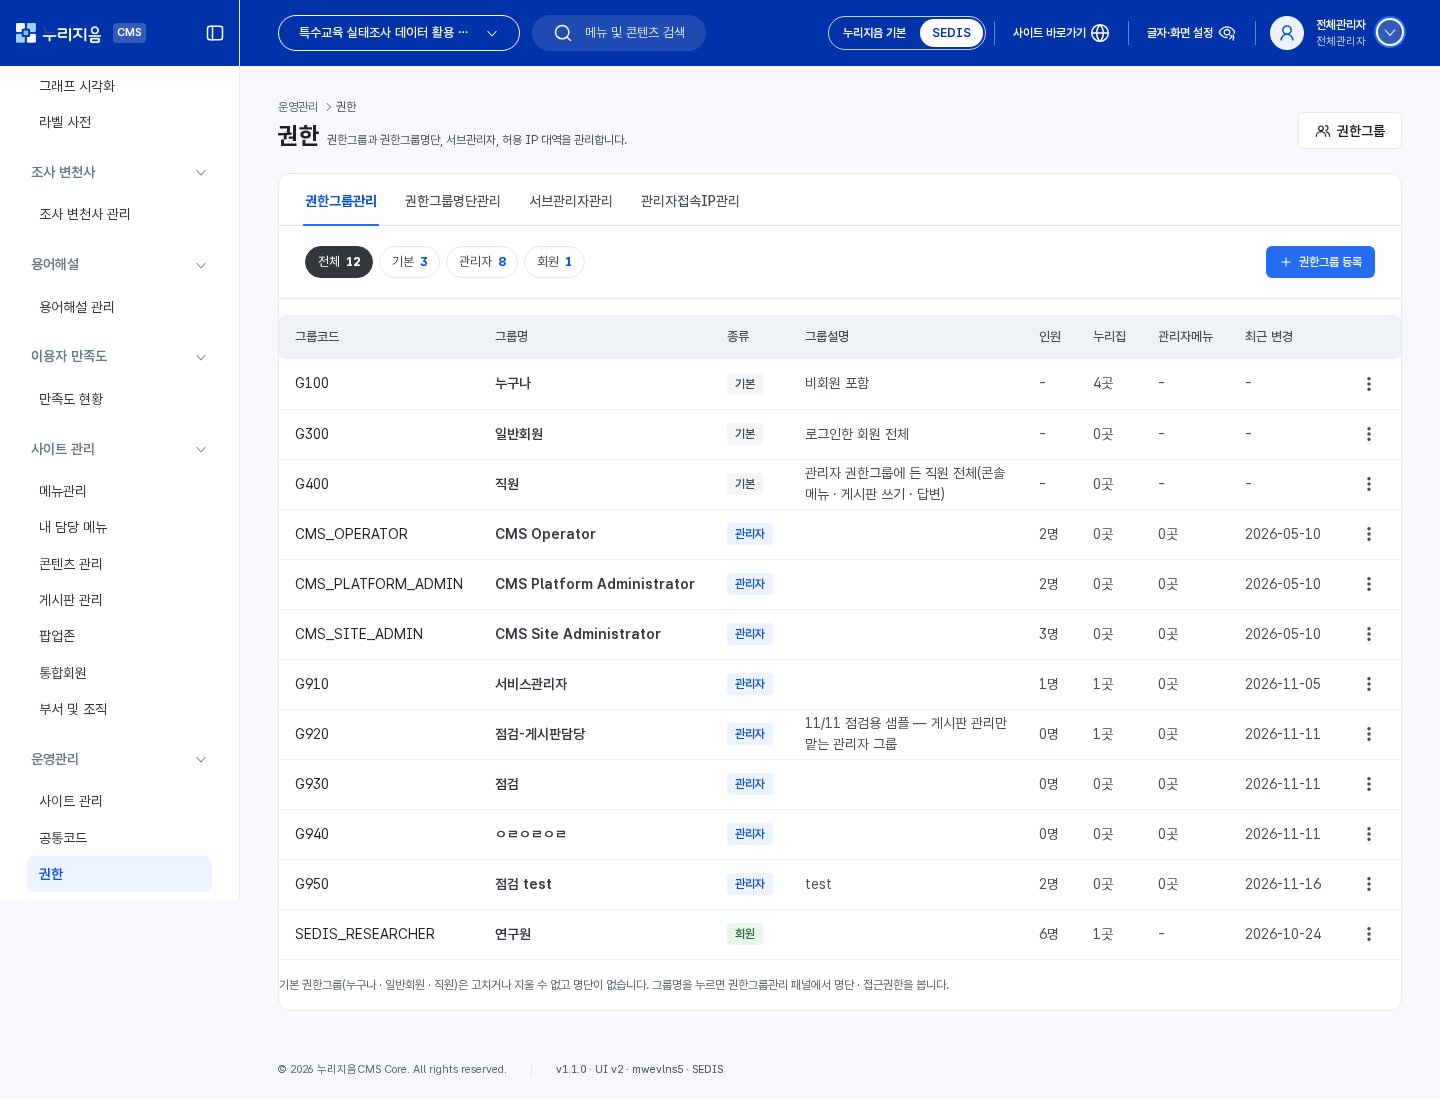 누리지음 CMS
특수교육 실태조사 데이터 활용 ···
메뉴 및 콘텐츠 검색
누리지음 기본 SEDIS
사이트 바로가기
글자·화면 설정
전체관리자
전체관리자
그래프 시각화
라벨 사전
조사 변천사
조사 변천사 관리
용어해설
용어해설 관리
이용자 만족도
만족도 현황
사이트 관리
메뉴관리
내 담당 메뉴
콘텐츠 관리
게시판 관리
팝업존
통합회원
부서 및 조직
운영관리
사이트 관리
공통코드
권한
운영관리 > 권한
권한 권한그룹과 권한그룹명단, 서브관리자, 허용 IP 대역을 관리합니다.
권한그룹
권한그룹관리 권한그룹명단관리 서브관리자관리 관리자접속IP관리
전체 12 기본 3 관리자 8 회원 1
+ 권한그룹 등록
그룹코드 그룹명 종류 그룹설명 인원 누리집 관리자메뉴 최근 변경
G100 누구나 기본 비회원 포함 - 4곳 - -
G300 일반회원 기본 로그인한 회원 전체 - 0곳 - -
G400 직원 기본 관리자 권한그룹에 든 직원 전체(콘솔
메뉴 · 게시판 쓰기 · 답변) - 0곳 - -
CMS_OPERATOR CMS Operator 관리자 2명 0곳 0곳 2026-05-10
CMS_PLATFORM_ADMIN CMS Platform Administrator 관리자 2명 0곳 0곳 2026-05-10
CMS_SITE_ADMIN CMS Site Administrator 관리자 3명 0곳 0곳 2026-05-10
G910 서비스관리자 관리자 1명 1곳 0곳 2026-11-05
G920 점검-게시판담당 관리자 11/11 점검용 샘플 — 게시판 관리만
맡는 관리자 그룹 0명 1곳 0곳 2026-11-11
G930 점검 관리자 0명 0곳 0곳 2026-11-11
G940 ㅇㄹㅇㄹㅇㄹ 관리자 0명 0곳 0곳 2026-11-11
G950 점검 test 관리자 test 2명 0곳 0곳 2026-11-16
SEDIS_RESEARCHER 연구원 회원 6명 1곳 - 2026-10-24
기본 권한그룹(누구나 · 일반회원 · 직원)은 고치거나 지울 수 없고 명단이 없습니다. 그룹명을 누르면 권한그룹관리 패널에서 명단 · 접근권한을 봅니다.
© 2026 누리지음CMS Core. All rights reserved.
v1.1.0 · UI v2 · mwevlns5 · SEDIS